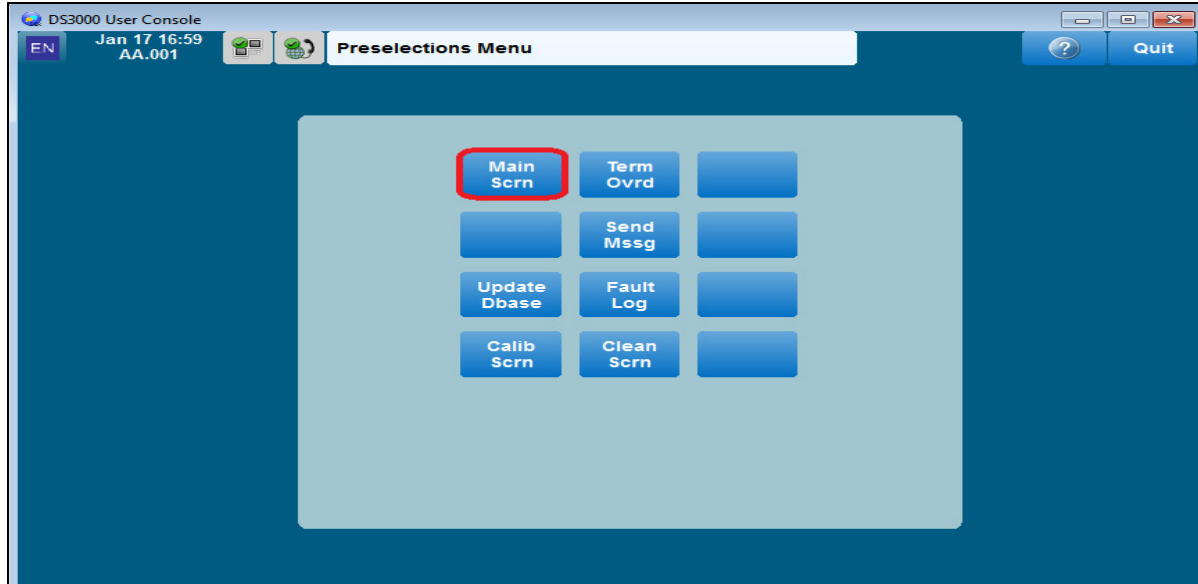 DS3000 User Console
EN
Jan 17 16:59
AA.001
Preselections Menu
?
Quit
Main
Scrn
Term
Ovrd
Send
Mssg
Update
Dbase
Fault
Log
Calib
Scrn
Clean
Scrn